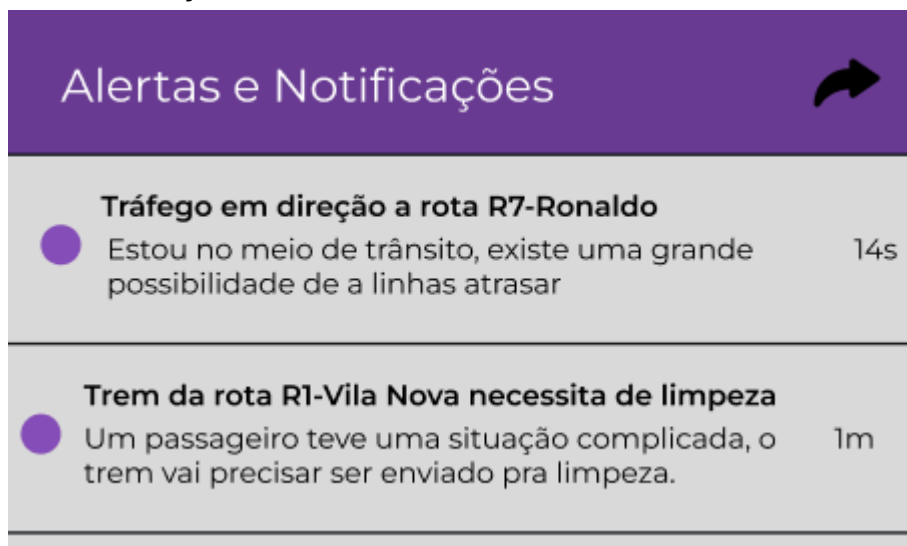 Alertas e Notificações
Tráfego em direção a rota R7-Ronaldo
Estou no meio de trânsito, existe uma grande
14s
possibilidade de a linhas atrasar
Trem da rota R1-Vila Nova necessita de limpeza
Um passageiro teve uma situação complicada, o
1m
trem vai precisar ser enviado pra limpeza.